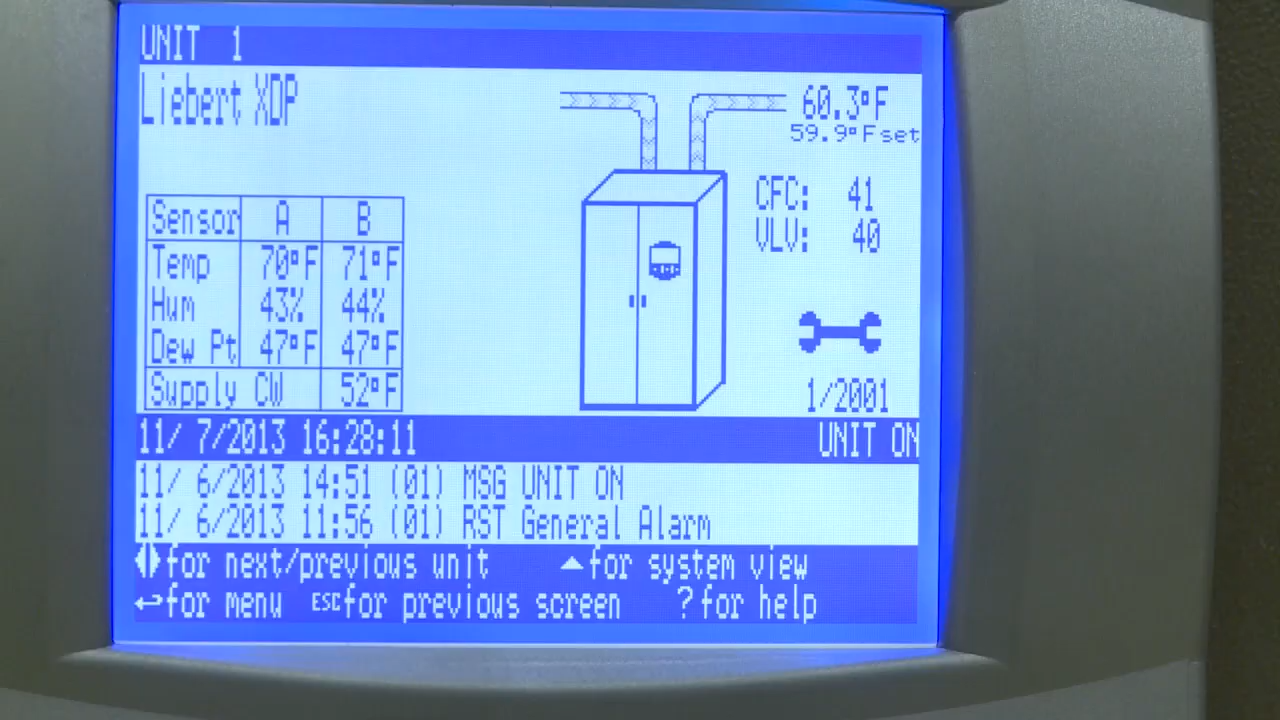 UNIT 1
Liebert XDP
60.3°F
59.9°F set
CFC: 41
VLV: 40
Sensor A B
Temp 70°F 71°F
Hum 43% 44%
Dew Pt 47°F 47°F
Supply CW 52°F
1/2001
11/ 7/2013 16:28:11 UNIT ON
11/ 6/2013 14:51 (01) MSG UNIT ON
11/ 6/2013 11:56 (01) RST General Alarm
for next/previous unit ▲for system view
↵for menu ESC for previous screen ? for help